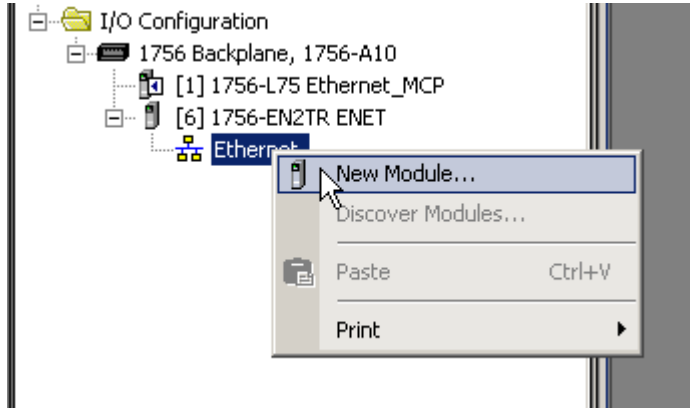 I/O Configuration
1756 Backplane, 1756-A10
[1] 1756-L75 Ethernet_MCP
[6] 1756-EN2TR ENET
Ethernet
New Module...
Discover Modules...
Paste Ctrl+V
Print